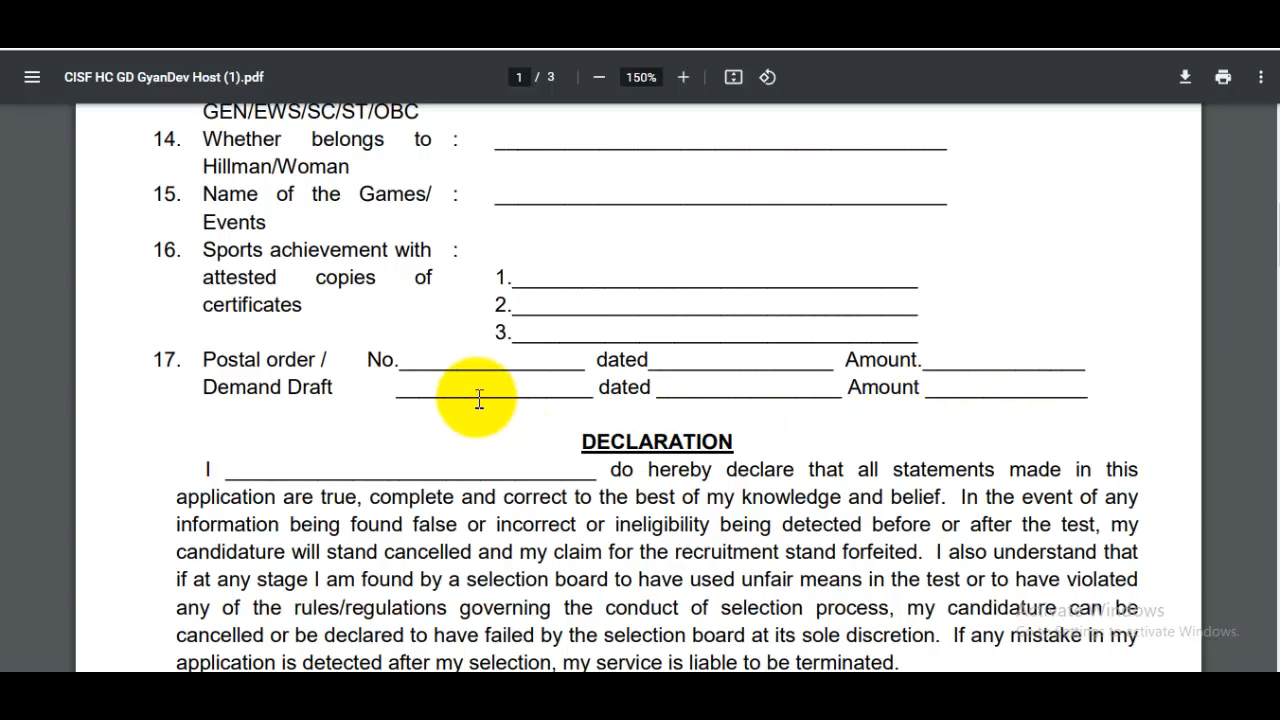 CISF HC GD GyanDev Host (1).pdf 1 / 3 150%
GEN/EWS/SC/ST/OBC
14. Whether belongs to :
Hillman/Woman
15. Name of the Games/ :
Events
16. Sports achievement with :
attested copies of 1.
certificates 2.
3.
17. Postal order / No. dated Amount.
Demand Draft dated Amount
DECLARATION
I do hereby declare that all statements made in this
application are true, complete and correct to the best of my knowledge and belief. In the event of any
information being found false or incorrect or ineligibility being detected before or after the test, my
candidature will stand cancelled and my claim for the recruitment stand forfeited. I also understand that
if at any stage I am found by a selection board to have used unfair means in the test or to have violated
any of the rules/regulations governing the conduct of selection process, my candidature can be
cancelled or be declared to have failed by the selection board at its sole discretion. If any mistake in my
application is detected after my selection, my service is liable to be terminated.
Activate Windows
Go to Settings to activate Windows.